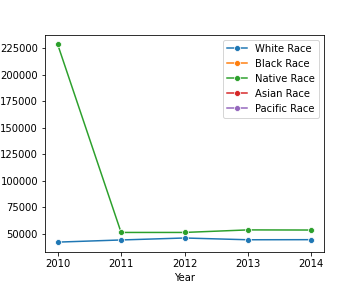 225000
200000
175000
150000
125000
100000
75000
50000
2010 2011 2012 2013 2014
Year
White Race
Black Race
Native Race
Asian Race
Pacific Race